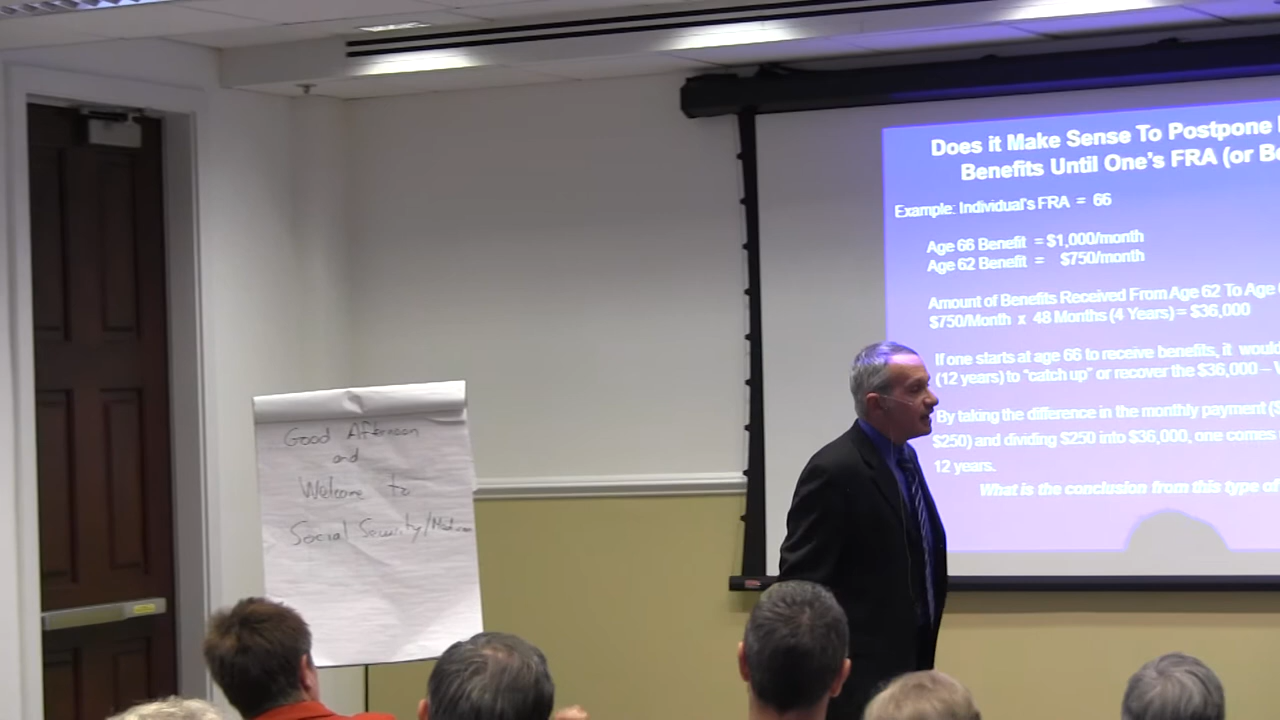 Good Afternoon
and
Welcome to
Social Security/
Does it Make Sense To Postpone
Benefits Until One's FRA (or
Example: Individual's FRA = 66
Age 66 Benefit = $1,000/month
Age 62 Benefit = $750/month
Amount of Benefits Received From Age 62 To Age
$750/Month x 48 Months (4 Years) = $36,000
If one starts at age 66 to receive benefits, it would
(12 years) to "catch up" or recover the $36,000 –
By taking the difference in the monthly payment
$250) and dividing $250 into $36,000, one comes
12 years.
What is the conclusion from this type of